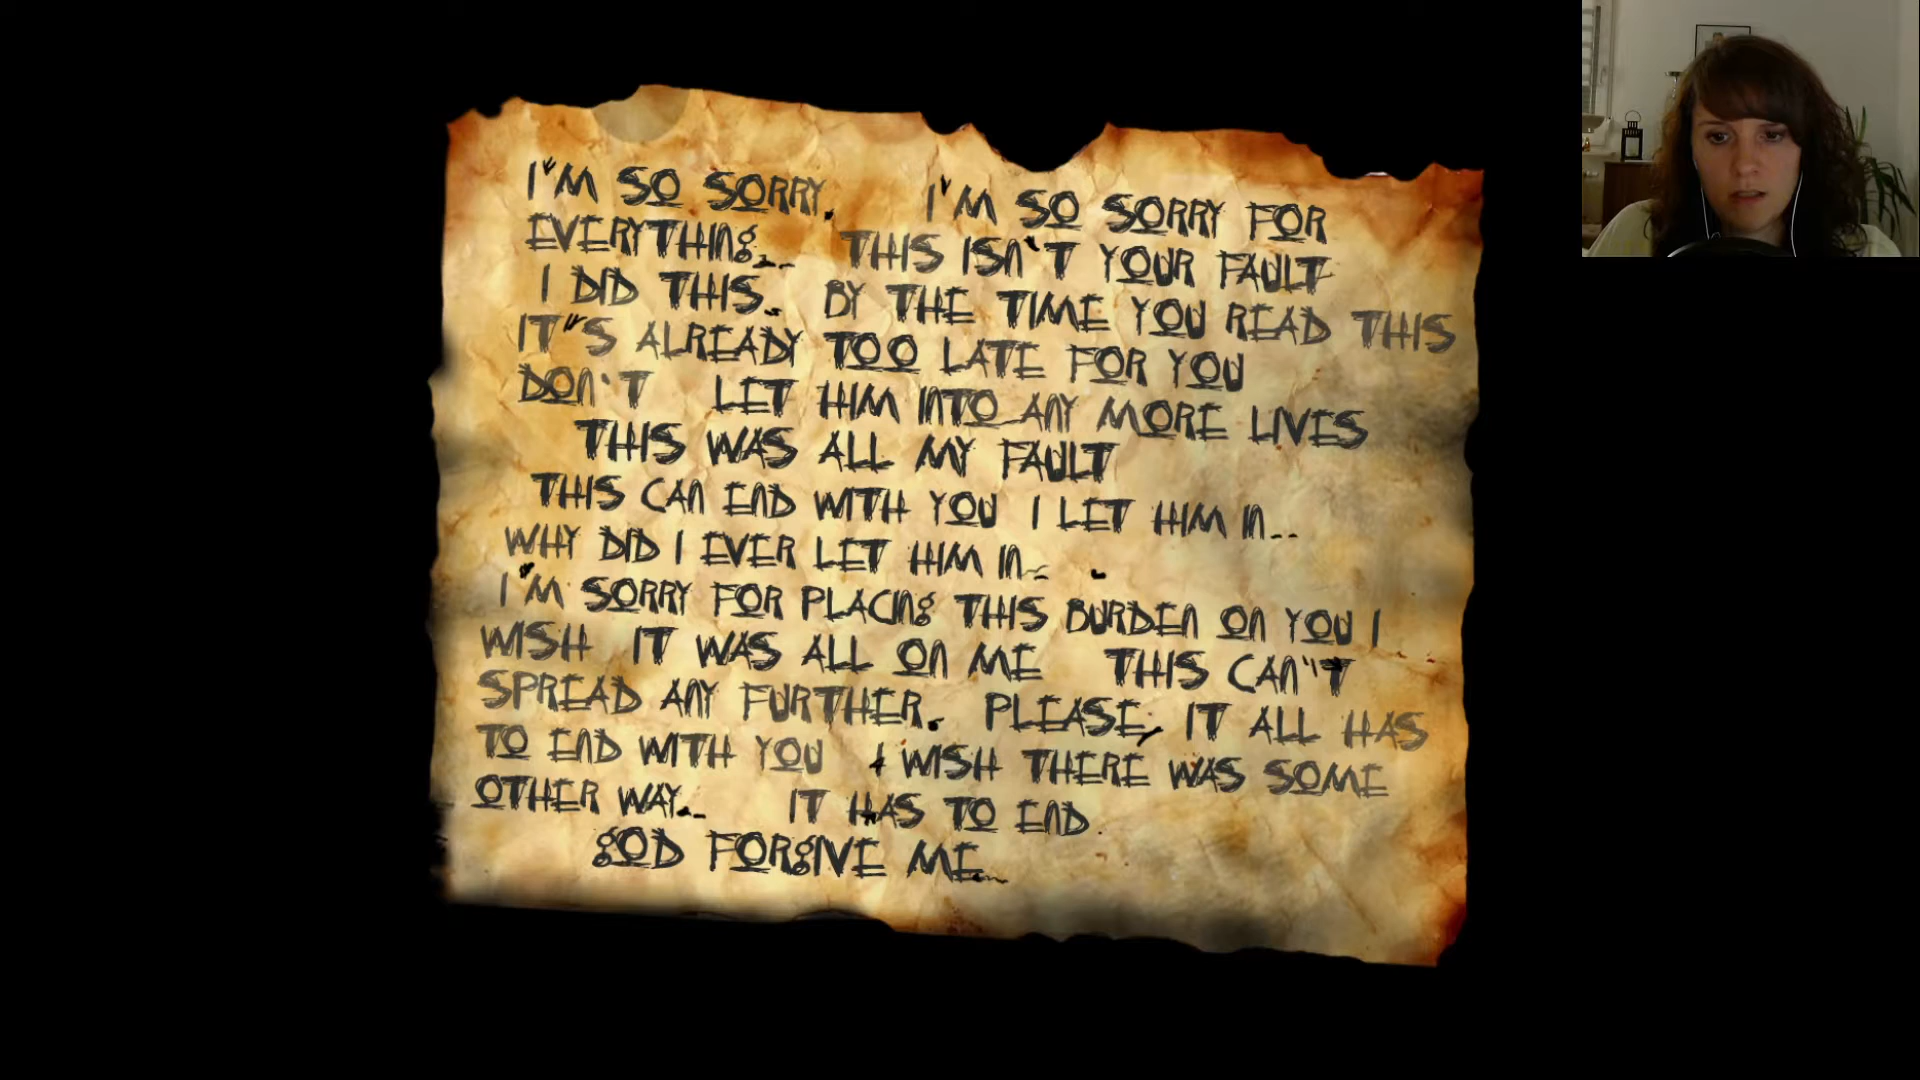 I'M SO SORRY. I'M SO SORRY FOR
EVERYTHING... THIS ISN'T YOUR FAULT
I DID THIS.. BY THE TIME YOU READ THIS
IT"S ALREADY TOO LATE FOR YOU
DON'T LET HIM INTO ANY MORE LIVES
THIS WAS ALL MY FAULT
THIS CAN END WITH YOU I LET HIM IN...
WHY DID I EVER LET HIM IN...
I'M SORRY FOR PLACING THIS BURDEN ON YOU I
WISH IT WAS ALL ON ME THIS CAN'T
SPREAD ANY FURTHER. PLEASE, IT ALL HAS
TO END WITH YOU I WISH THERE WAS SOME
OTHER WAY... IT HAS TO END.
GOD FORGIVE ME...